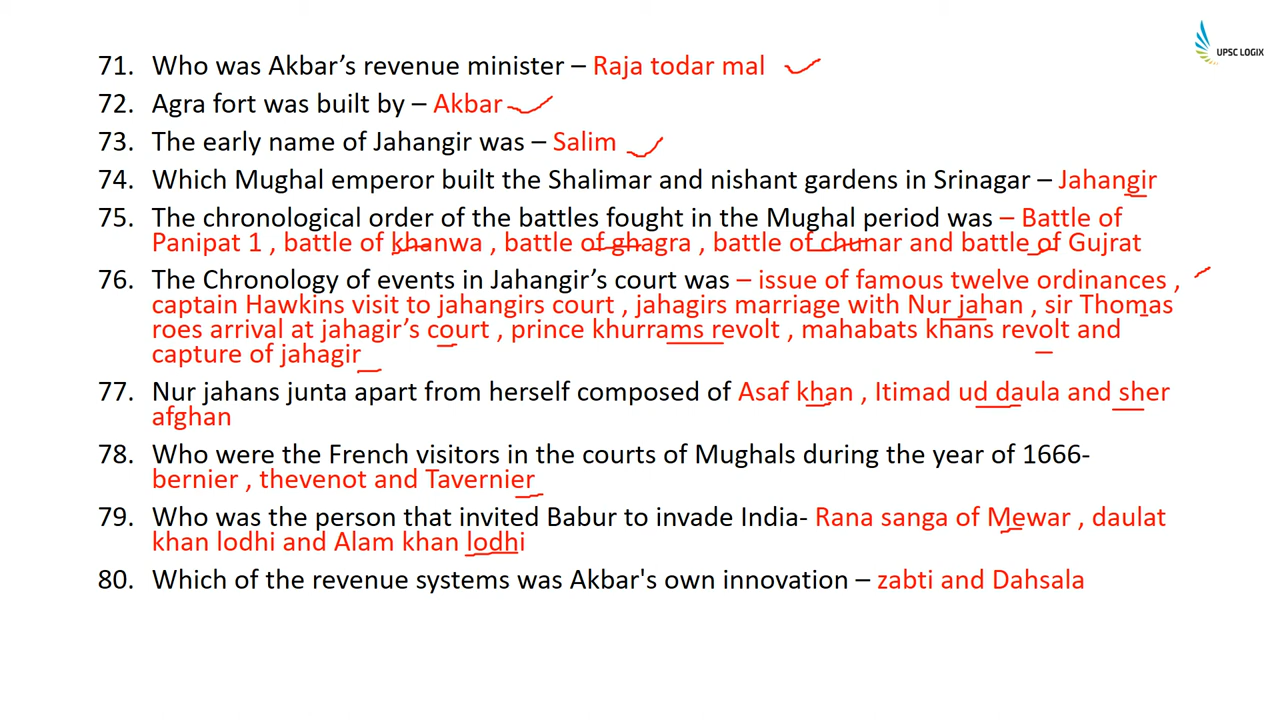 UPSC LOGIX
71. Who was Akbar’s revenue minister – Raja todar mal
72. Agra fort was built by – Akbar
73. The early name of Jahangir was – Salim
74. Which Mughal emperor built the Shalimar and nishant gardens in Srinagar – Jahangir
75. The chronological order of the battles fought in the Mughal period was – Battle of
Panipat 1 , battle of khanwa , battle of ghagra , battle of chunar and battle of Gujrat
76. The Chronology of events in Jahangir’s court was – issue of famous twelve ordinances ,
captain Hawkins visit to jahangirs court , jahagirs marriage with Nur jahan , sir Thomas
roes arrival at jahagir’s court , prince khurrams revolt , mahabats khans revolt and
capture of jahagir
77. Nur jahans junta apart from herself composed of Asaf khan , Itimad ud daula and sher
afghan
78. Who were the French visitors in the courts of Mughals during the year of 1666-
bernier , thevenot and Tavernier
79. Who was the person that invited Babur to invade India- Rana sanga of Mewar , daulat
khan lodhi and Alam khan lodhi
80. Which of the revenue systems was Akbar's own innovation – zabti and Dahsala